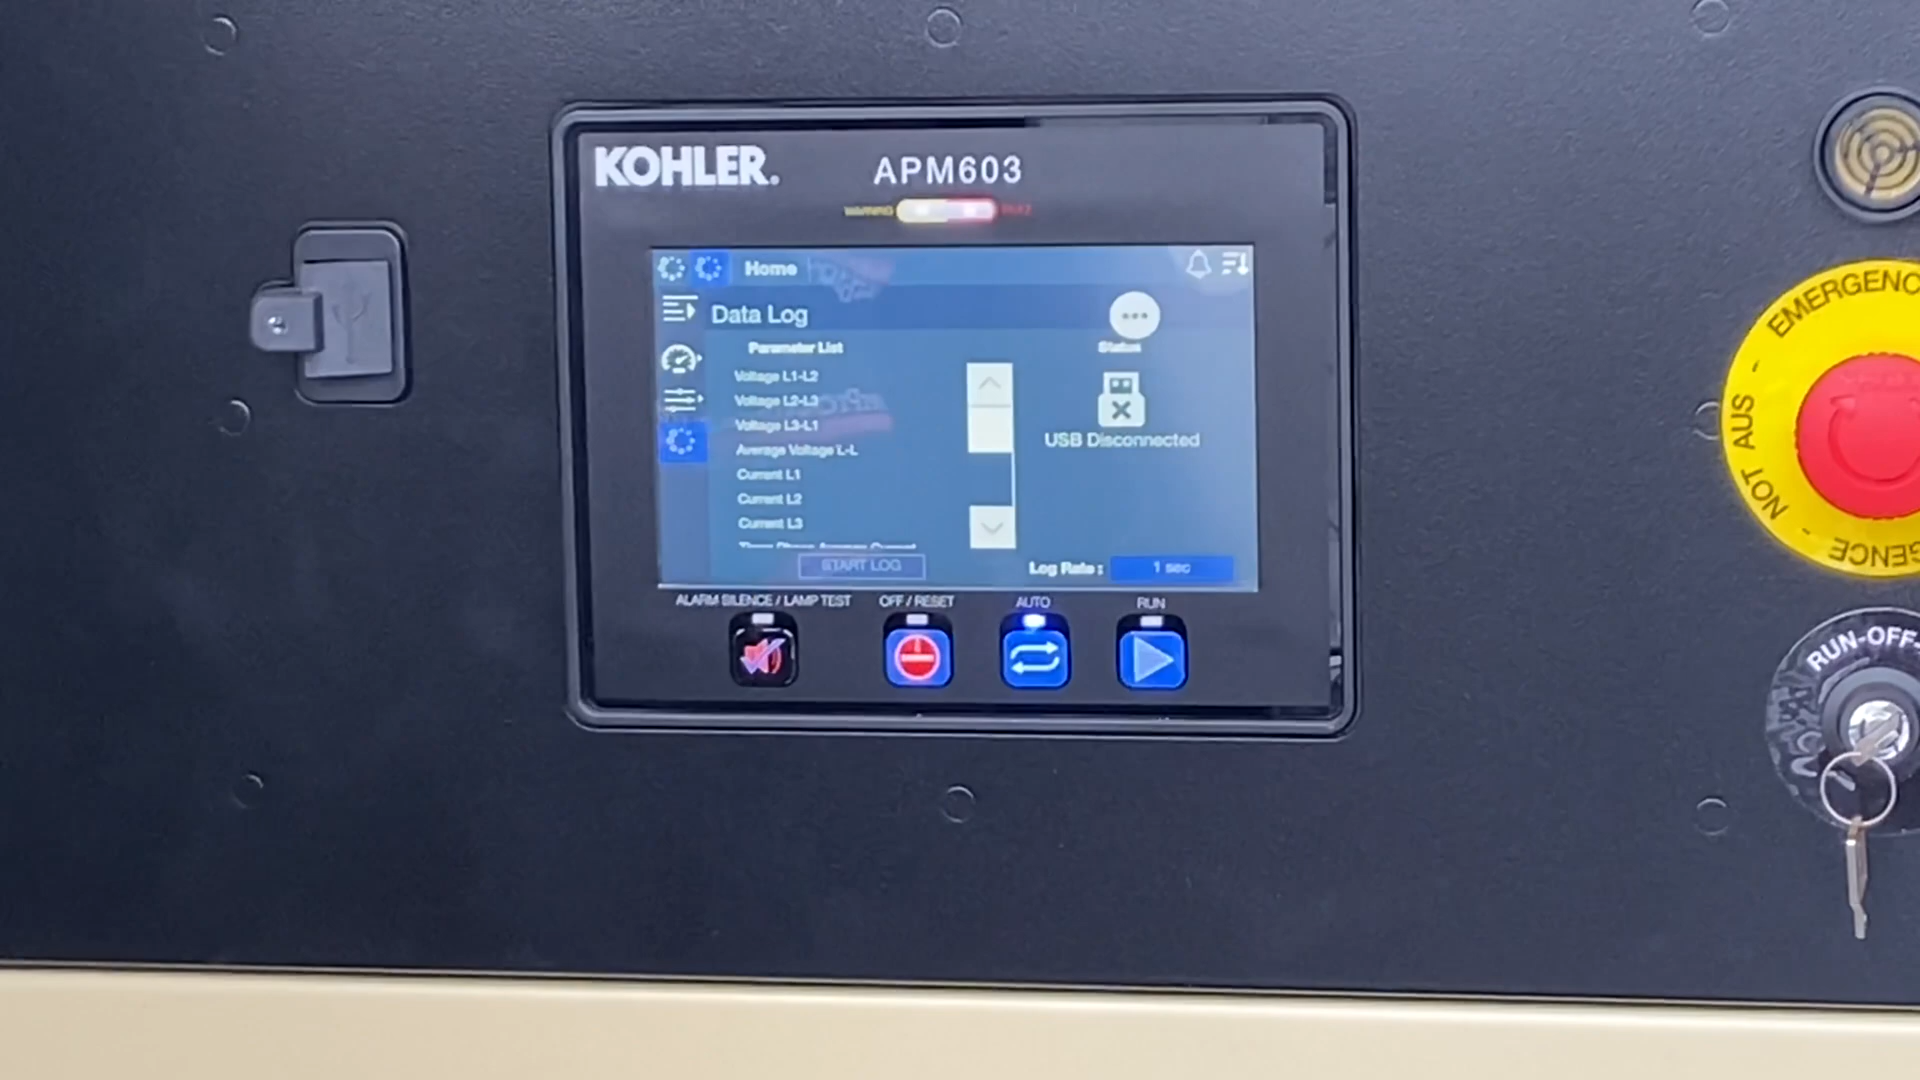 KOHLER.
APM603
WARNING
Home
Data Log
Parameter List
Status
Voltage L1-L2
Voltage L2-L3
Voltage L3-L1
Average Voltage L-L
Current L1
Current L2
Current L3
USB Disconnected
START LOG
Log Rate :
1 sec
ALARM SILENCE / LAMP TEST
OFF / RESET
AUTO
RUN
EMERGENC
NOT AUS -
GENCE -
RUN-OFF-